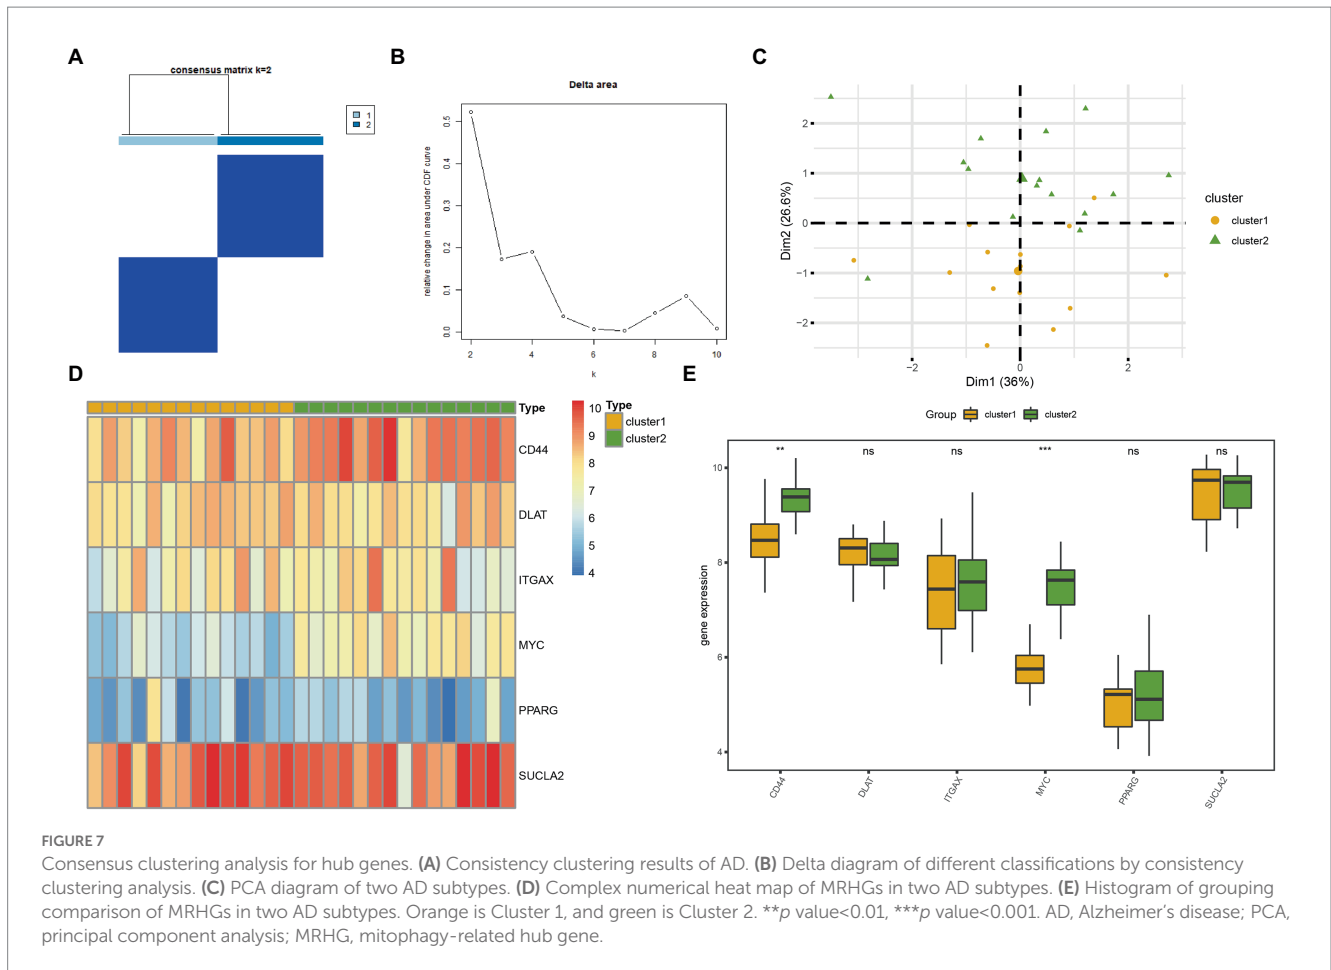 A
consensus matrix k=2
1
2
B
Delta area
relative change in area under CDF curve
0.5
0.4
0.3
0.2
0.1
0.0
2
4
6
8
10
k
C
2
1
0
−1
−2
Dim2 (26.6%)
−2
0
2
Dim1 (36%)
cluster
cluster1
cluster2
D
Type
CD44
DLAT
ITGAX
MYC
PPARG
SUCLA2
10
9
8
7
6
5
4
Type
cluster1
cluster2
E
Group
cluster1
cluster2
**
ns
ns
***
ns
ns
10
8
6
4
gene expression
CD44
DLAT
ITGAX
MYC
PPARG
SUCLA2
FIGURE 7
Consensus clustering analysis for hub genes. (A) Consistency clustering results of AD. (B) Delta diagram of different classifications by consistency
clustering analysis. (C) PCA diagram of two AD subtypes. (D) Complex numerical heat map of MRHGs in two AD subtypes. (E) Histogram of grouping
comparison of MRHGs in two AD subtypes. Orange is Cluster 1, and green is Cluster 2. **p value<0.01, ***p value<0.001. AD, Alzheimer’s disease; PCA,
principal component analysis; MRHG, mitophagy-related hub gene.